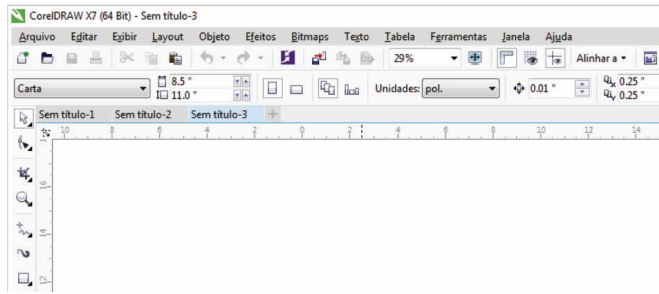 CorelDRAW X7 (64 Bit) - Sem título-3
Arquivo Editar Exibir Layout Objeto Efeitos Bitmaps Texto Tabela Ferramentas Janela Ajuda
29% Alinhar a
Carta 8.5 " 11.0 " Unidades: pol. 0.01 " x 0.25 " y 0.25 "
Sem título-1 Sem título-2 Sem título-3
10 8 6 4 2 0 2 4 6 8 10 12 14
16
14
12